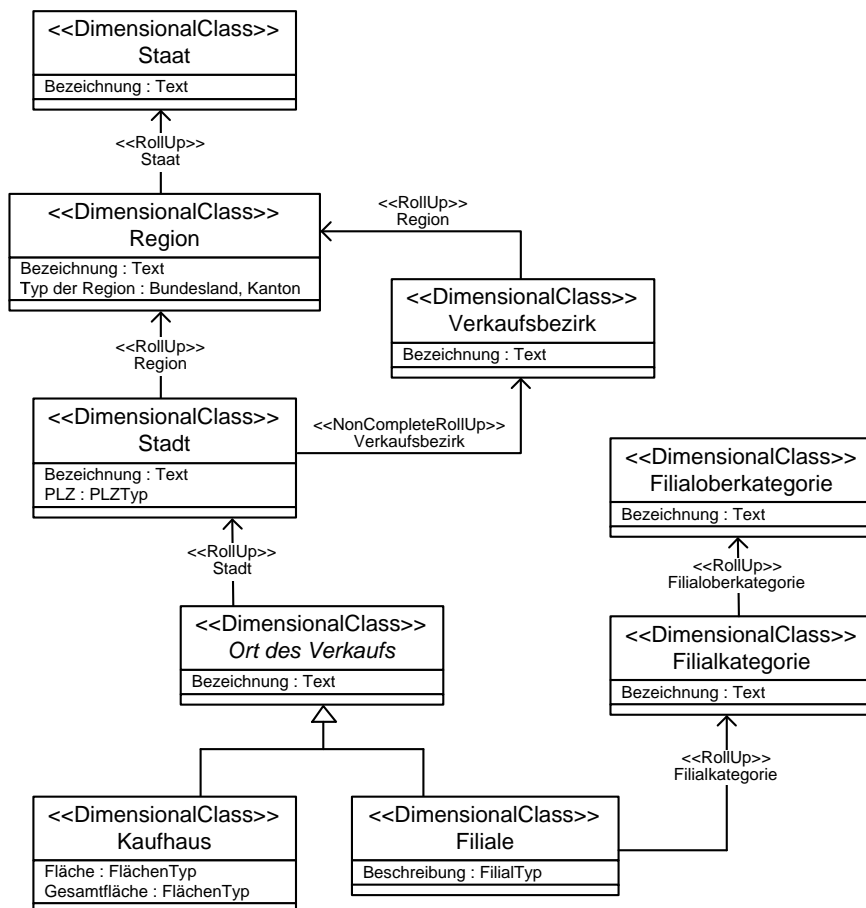 <<DimensionalClass>>
Staat
Bezeichnung : Text
<<RollUp>>
Staat
<<DimensionalClass>>
Region
Bezeichnung : Text
Typ der Region : Bundesland, Kanton
<<RollUp>>
Region
<<DimensionalClass>>
Verkaufsbezirk
Bezeichnung : Text
<<RollUp>>
Region
<<DimensionalClass>>
Stadt
Bezeichnung : Text
PLZ : PLZTyp
<<NonCompleteRollUp>>
Verkaufsbezirk
<<DimensionalClass>>
Filialoberkategorie
Bezeichnung : Text
<<RollUp>>
Stadt
<<RollUp>>
Filialoberkategorie
<<DimensionalClass>>
Ort des Verkaufs
Bezeichnung : Text
<<DimensionalClass>>
Filialkategorie
Bezeichnung : Text
<<RollUp>>
Filialkategorie
<<DimensionalClass>>
Kaufhaus
Fläche : FlächenTyp
Gesamtfläche : FlächenTyp
<<DimensionalClass>>
Filiale
Beschreibung : FilialTyp